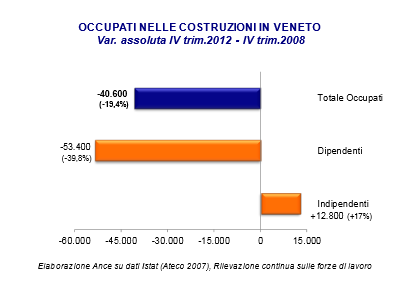 OCCUPATI NELLE COSTRUZIONI IN VENETO
Var. assoluta IV trim.2012 - IV trim.2008
-40.600
(-19,4%)
Totale Occupati
-53.400
(-39,8%)
Dipendenti
Indipendenti
+12.800 (+17%)
-60.000 -45.000 -30.000 -15.000 0 15.000
Elaborazione Ance su dati Istat (Ateco 2007), Rilevazione continua sulle forze di lavoro